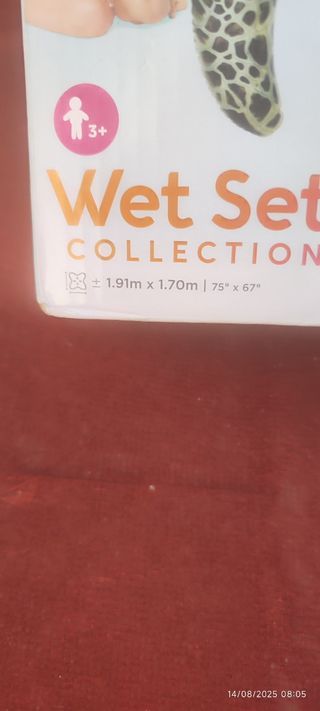 3+
Wet Set
COLLECTION
± 1.91m x 1.70m | 75" x 67"
14/08/2025 08:05